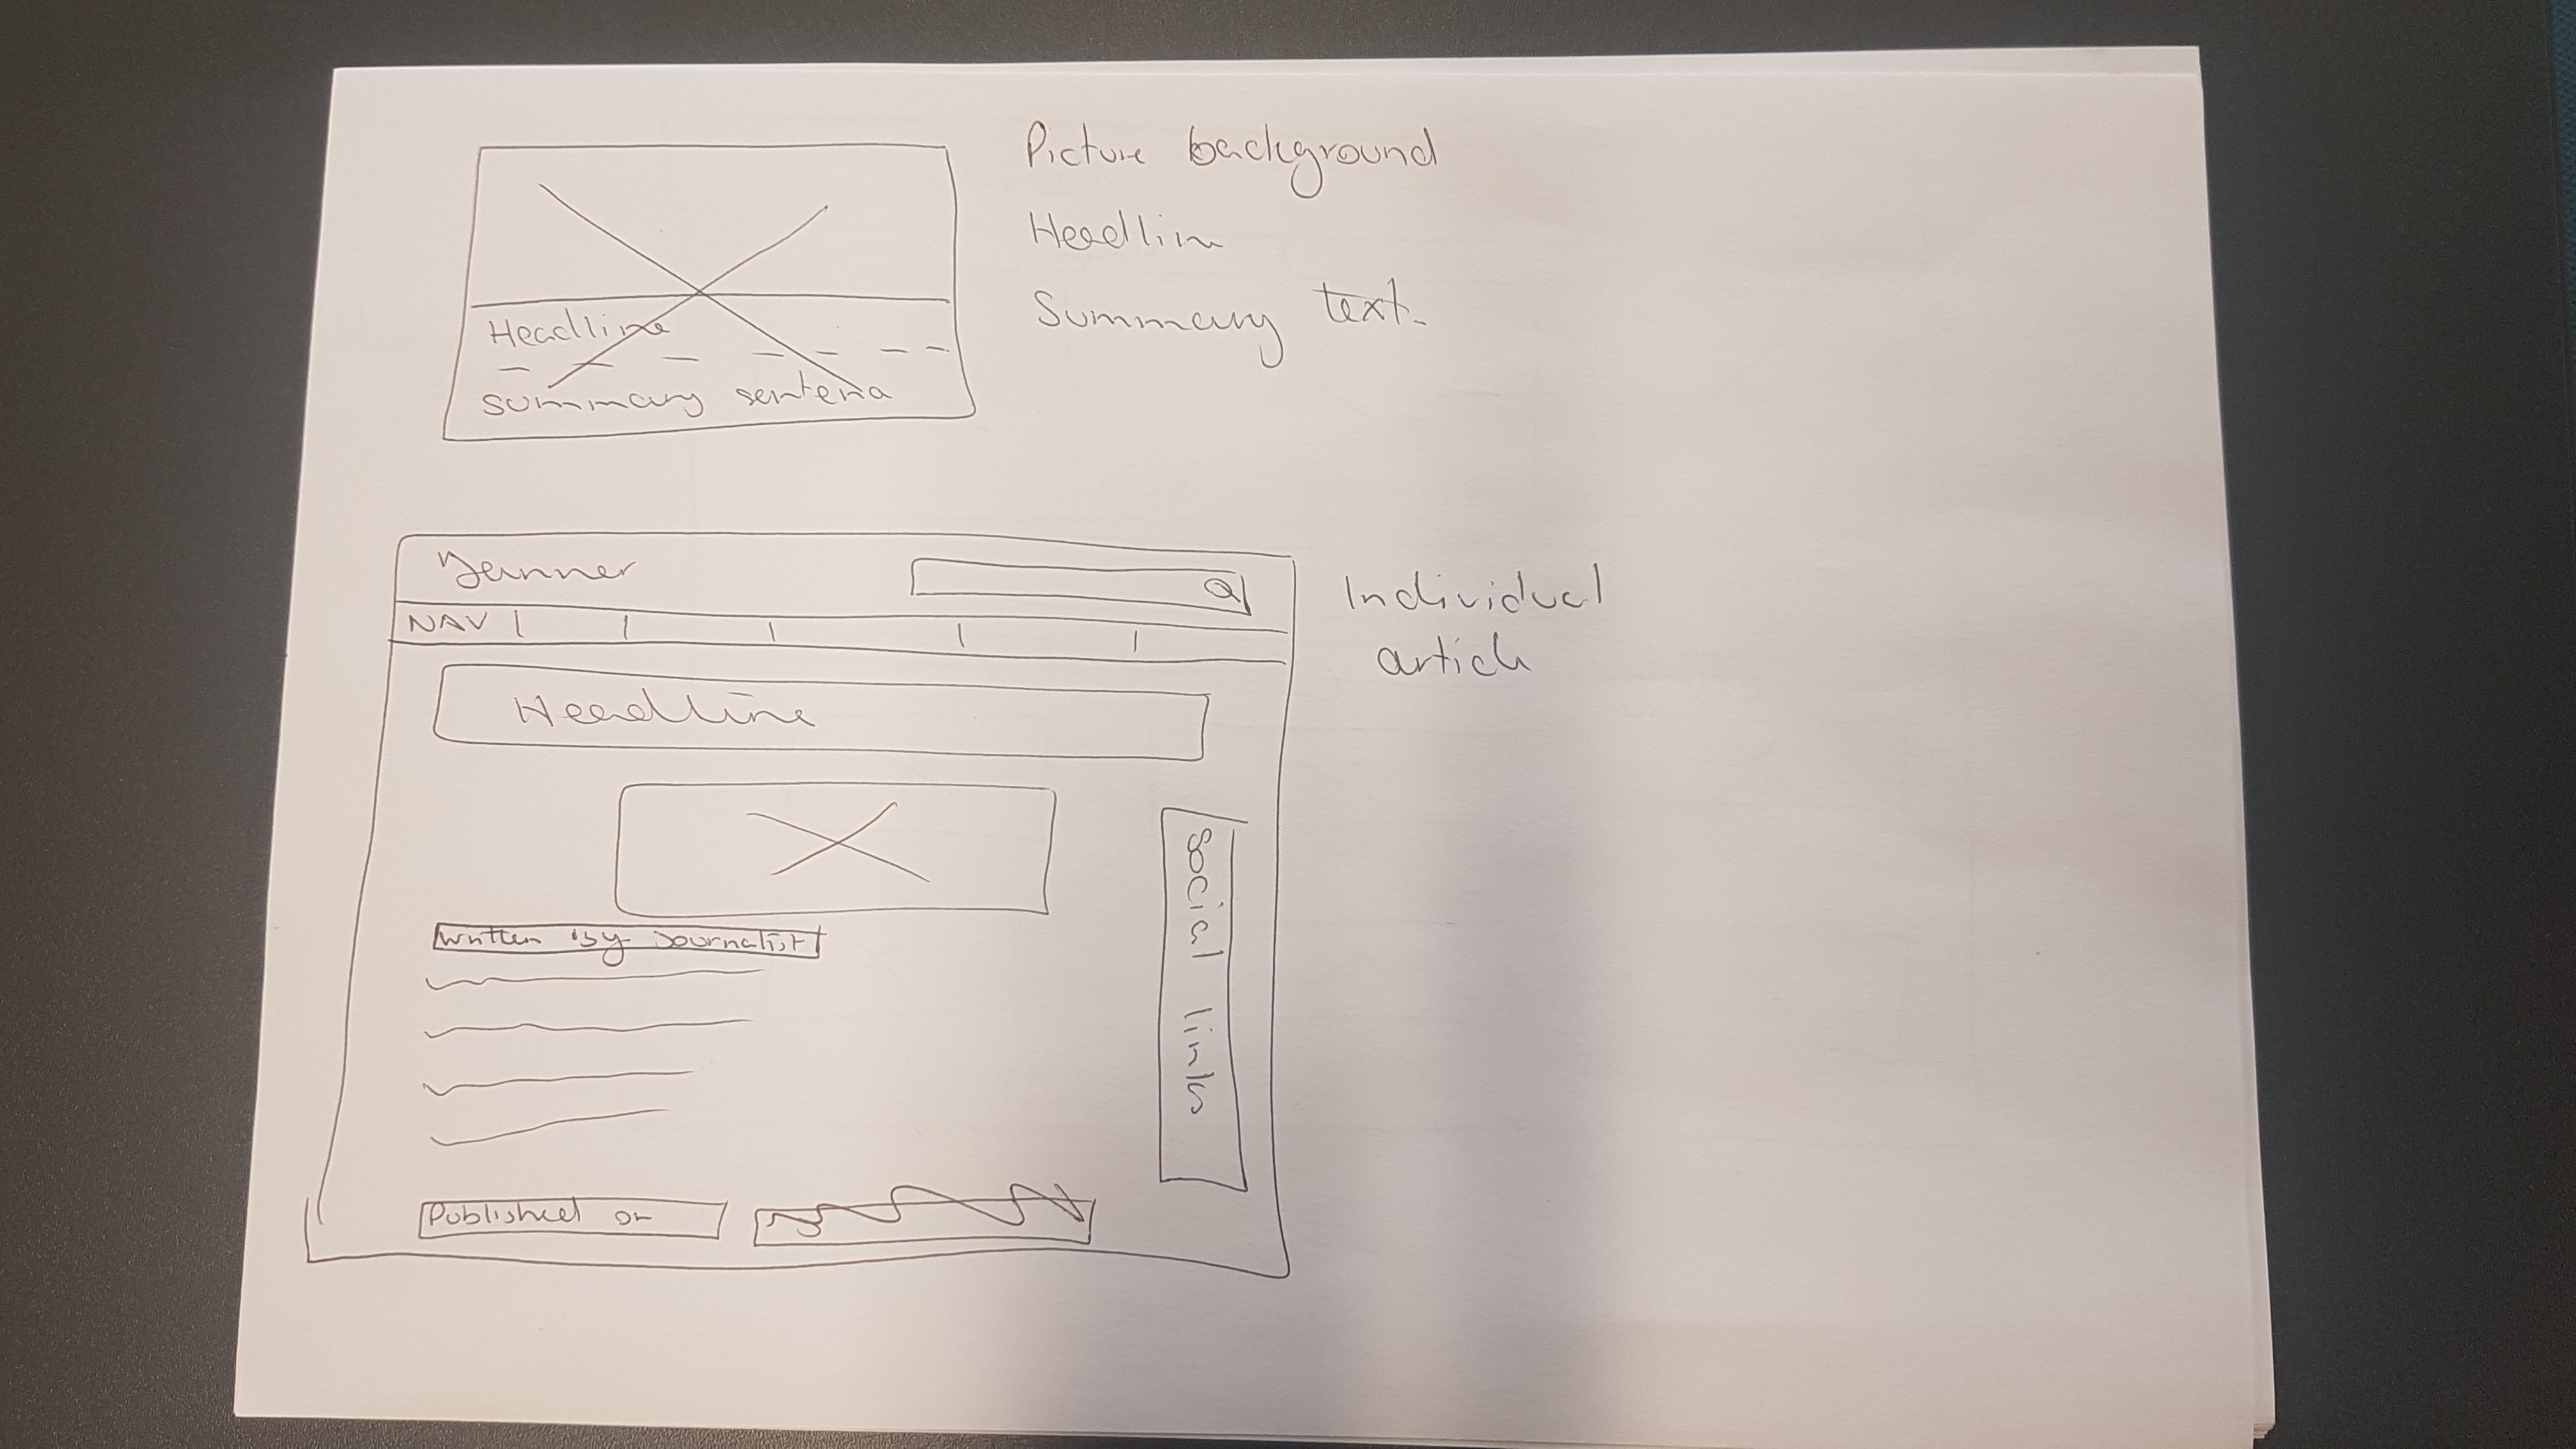 Picture background
Headline
Summary text.
Headline
summary sentence
Banner
NAV
Individual
article
Headline
Social links
Written by Journalist
Published on